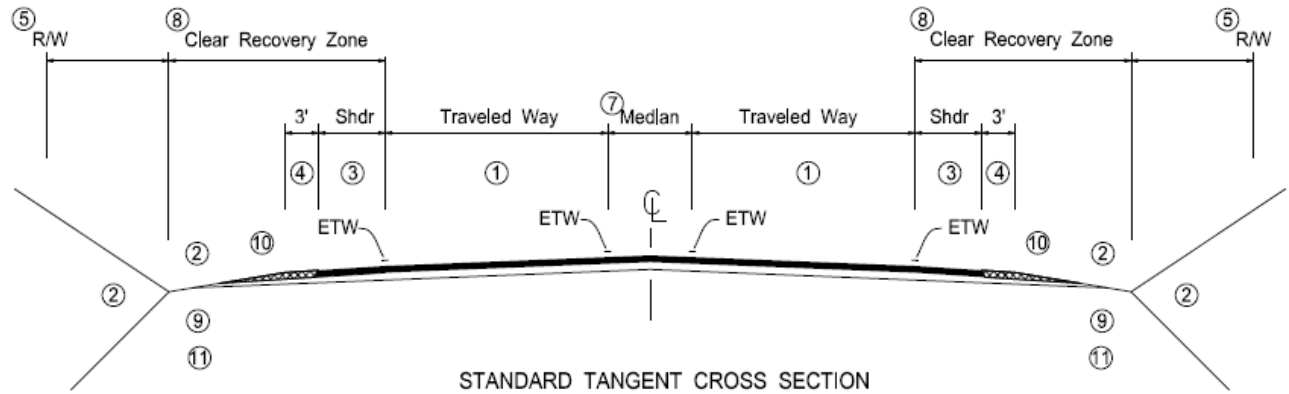 ⑤ ⑧ ⑧ ⑤
R/W Clear Recovery Zone Clear Recovery Zone R/W
⑦
3' Shdr Traveled Way Median Traveled Way Shdr 3'
④ ③ ① ① ③ ④
CL
ETW ETW ETW ETW
② ⑩ ⑩ ②
② ②
⑨ ⑨
⑪ ⑪
STANDARD TANGENT CROSS SECTION